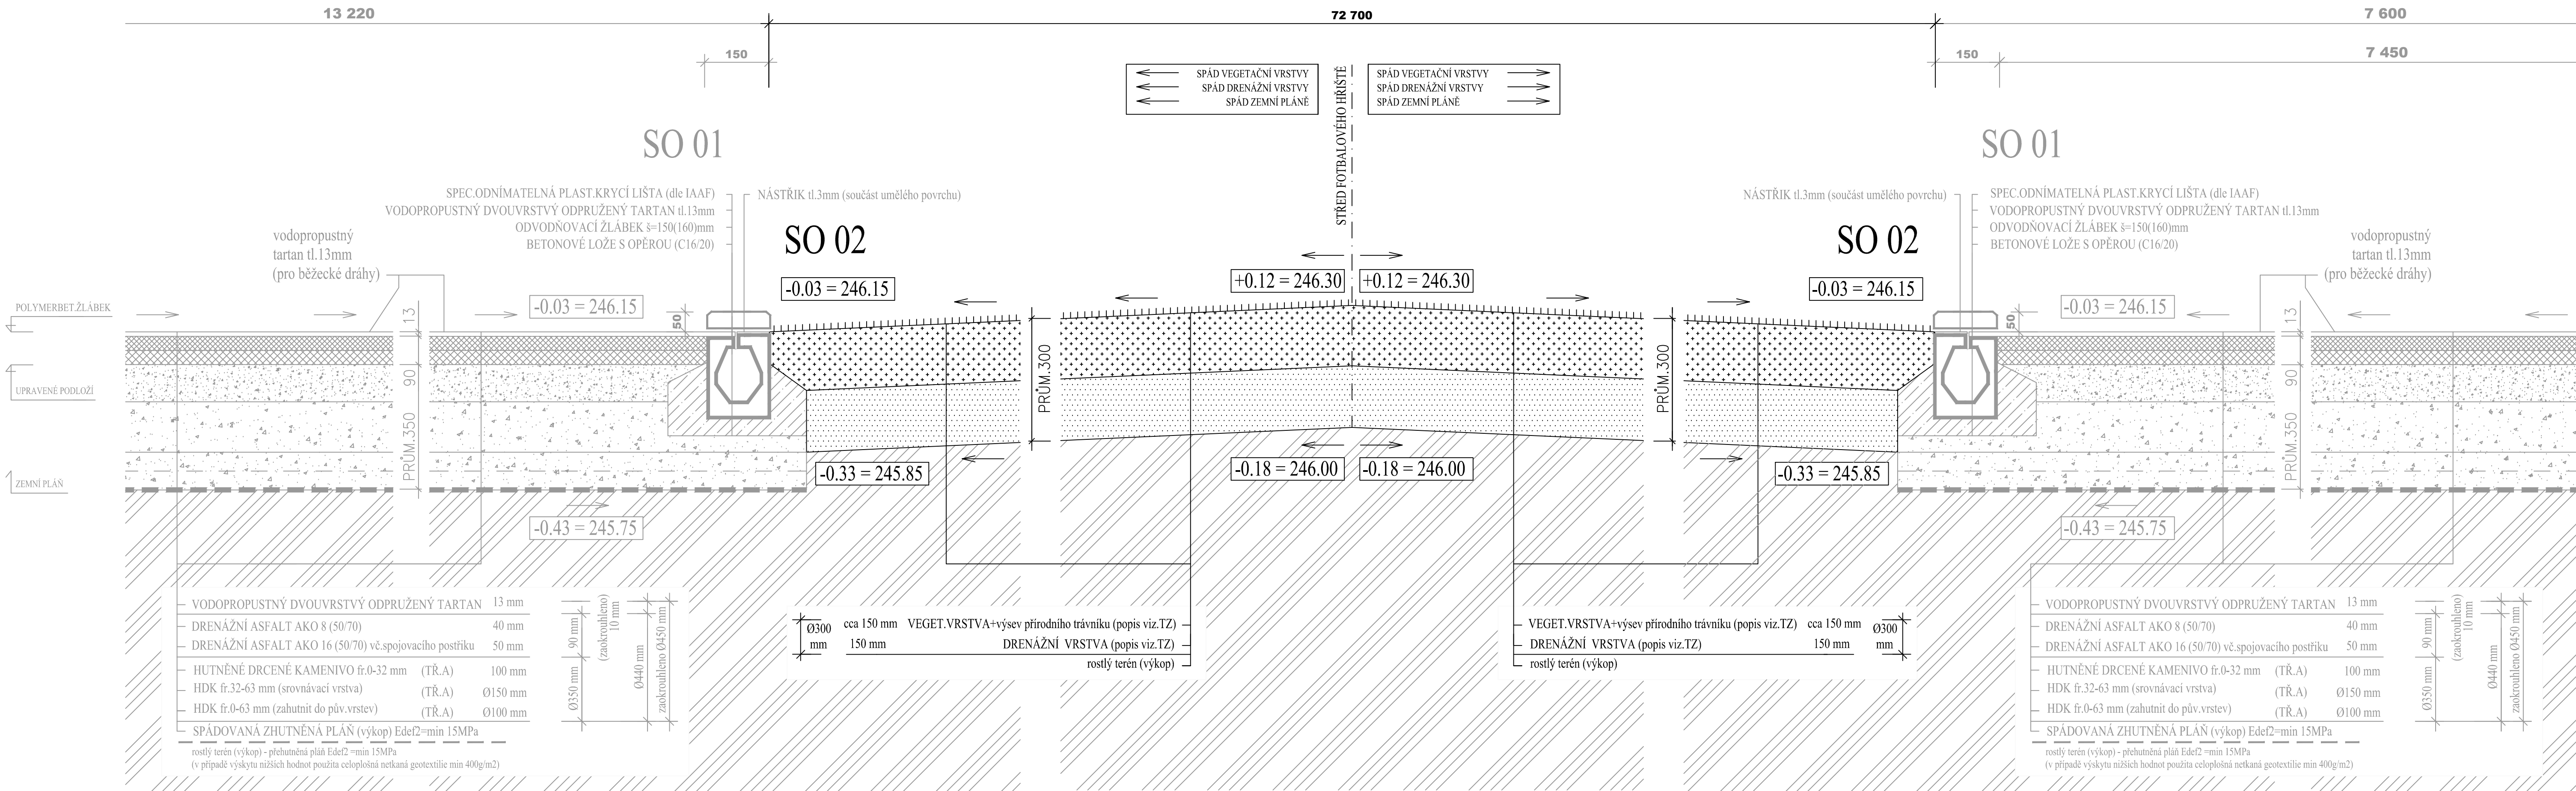 13 220
72 700
7 600
150
150
7 450
SPÁD VEGETAČNÍ VRSTVY
SPÁD DRENÁŽNÍ VRSTVY
SPÁD ZEMNÍ PLÁNĚ
STŘED FOTBALOVÉHO HŘIŠTĚ
SPÁD VEGETAČNÍ VRSTVY
SPÁD DRENÁŽNÍ VRSTVY
SPÁD ZEMNÍ PLÁNĚ
SO 01
SO 01
SPEC.ODNÍMATELNÁ PLAST.KRYCÍ LIŠTA (dle IAAF)
VODOPROPUSTNÝ DVOUVRSTVÝ ODPRUŽENÝ TARTAN tl.13mm
ODVODŇOVACÍ ŽLÁBEK š=150(160)mm
BETONOVÉ LOŽE S OPĚROU (C16/20)
NÁSTŘIK tl.3mm (součást umělého povrchu)
SO 02
NÁSTŘIK tl.3mm (součást umělého povrchu)
SO 02
SPEC.ODNÍMATELNÁ PLAST.KRYCÍ LIŠTA (dle IAAF)
VODOPROPUSTNÝ DVOUVRSTVÝ ODPRUŽENÝ TARTAN tl.13mm
ODVODŇOVACÍ ŽLÁBEK š=150(160)mm
BETONOVÉ LOŽE S OPĚROU (C16/20)
vodopropustný
tartan tl.13mm
(pro běžecké dráhy)
vodopropustný
tartan tl.13mm
(pro běžecké dráhy)
-0.03 = 246.15
-0.03 = 246.15
+0.12 = 246.30
+0.12 = 246.30
-0.03 = 246.15
-0.03 = 246.15
POLYMERBET.ŽLÁBEK
UPRAVENÉ PODLOŽÍ
ZEMNÍ PLÁŇ
13
90
PRŮM.350
50
PRŮM.300
PRŮM.300
50
13
90
PRŮM.350
-0.43 = 245.75
-0.33 = 245.85
-0.18 = 246.00
-0.18 = 246.00
-0.33 = 245.85
-0.43 = 245.75
VODOPROPUSTNÝ DVOUVRSTVÝ ODPRUŽENÝ TARTAN 13 mm
DRENÁŽNÍ ASFALT AKO 8 (50/70) 40 mm
DRENÁŽNÍ ASFALT AKO 16 (50/70) vč.spojovacího postřiku 50 mm
HUTNĚNÉ DRCENÉ KAMENIVO fr.0-32 mm (TŘ.A) 100 mm
HDK fr.32-63 mm (srovnávací vrstva) (TŘ.A) Ø150 mm
HDK fr.0-63 mm (zahutnit do pův.vrstev) (TŘ.A) Ø100 mm
SPÁDOVANÁ ZHUTNĚNÁ PLÁŇ (výkop) Edef2=min 15MPa
rostlý terén (výkop) - přehutněná pláň Edef2 =min 15MPa
(v případě výskytu nižších hodnot použita celoplošná netkaná geotextilie min 400g/m2)
90 mm
Ø350 mm
(zaokrouhleno)
10 mm
Ø440 mm
zaokrouhleno Ø450 mm
Ø300
mm
cca 150 mm VEGET.VRSTVA+výsev přírodního trávníku (popis viz.TZ)
150 mm DRENÁŽNÍ VRSTVA (popis viz.TZ)
rostlý terén (výkop)
VEGET.VRSTVA+výsev přírodního trávníku (popis viz.TZ) cca 150 mm
DRENÁŽNÍ VRSTVA (popis viz.TZ) 150 mm
rostlý terén (výkop)
Ø300
mm
VODOPROPUSTNÝ DVOUVRSTVÝ ODPRUŽENÝ TARTAN 13 mm
DRENÁŽNÍ ASFALT AKO 8 (50/70) 40 mm
DRENÁŽNÍ ASFALT AKO 16 (50/70) vč.spojovacího postřiku 50 mm
HUTNĚNÉ DRCENÉ KAMENIVO fr.0-32 mm (TŘ.A) 100 mm
HDK fr.32-63 mm (srovnávací vrstva) (TŘ.A) Ø150 mm
HDK fr.0-63 mm (zahutnit do pův.vrstev) (TŘ.A) Ø100 mm
SPÁDOVANÁ ZHUTNĚNÁ PLÁŇ (výkop) Edef2=min 15MPa
rostlý terén (výkop) - přehutněná pláň Edef2 =min 15MPa
(v případě výskytu nižších hodnot použita celoplošná netkaná geotextilie min 400g/m2)
90 mm
Ø350 mm
(zaokrouhleno)
10 mm
Ø440 mm
zaokrouhleno Ø450 mm